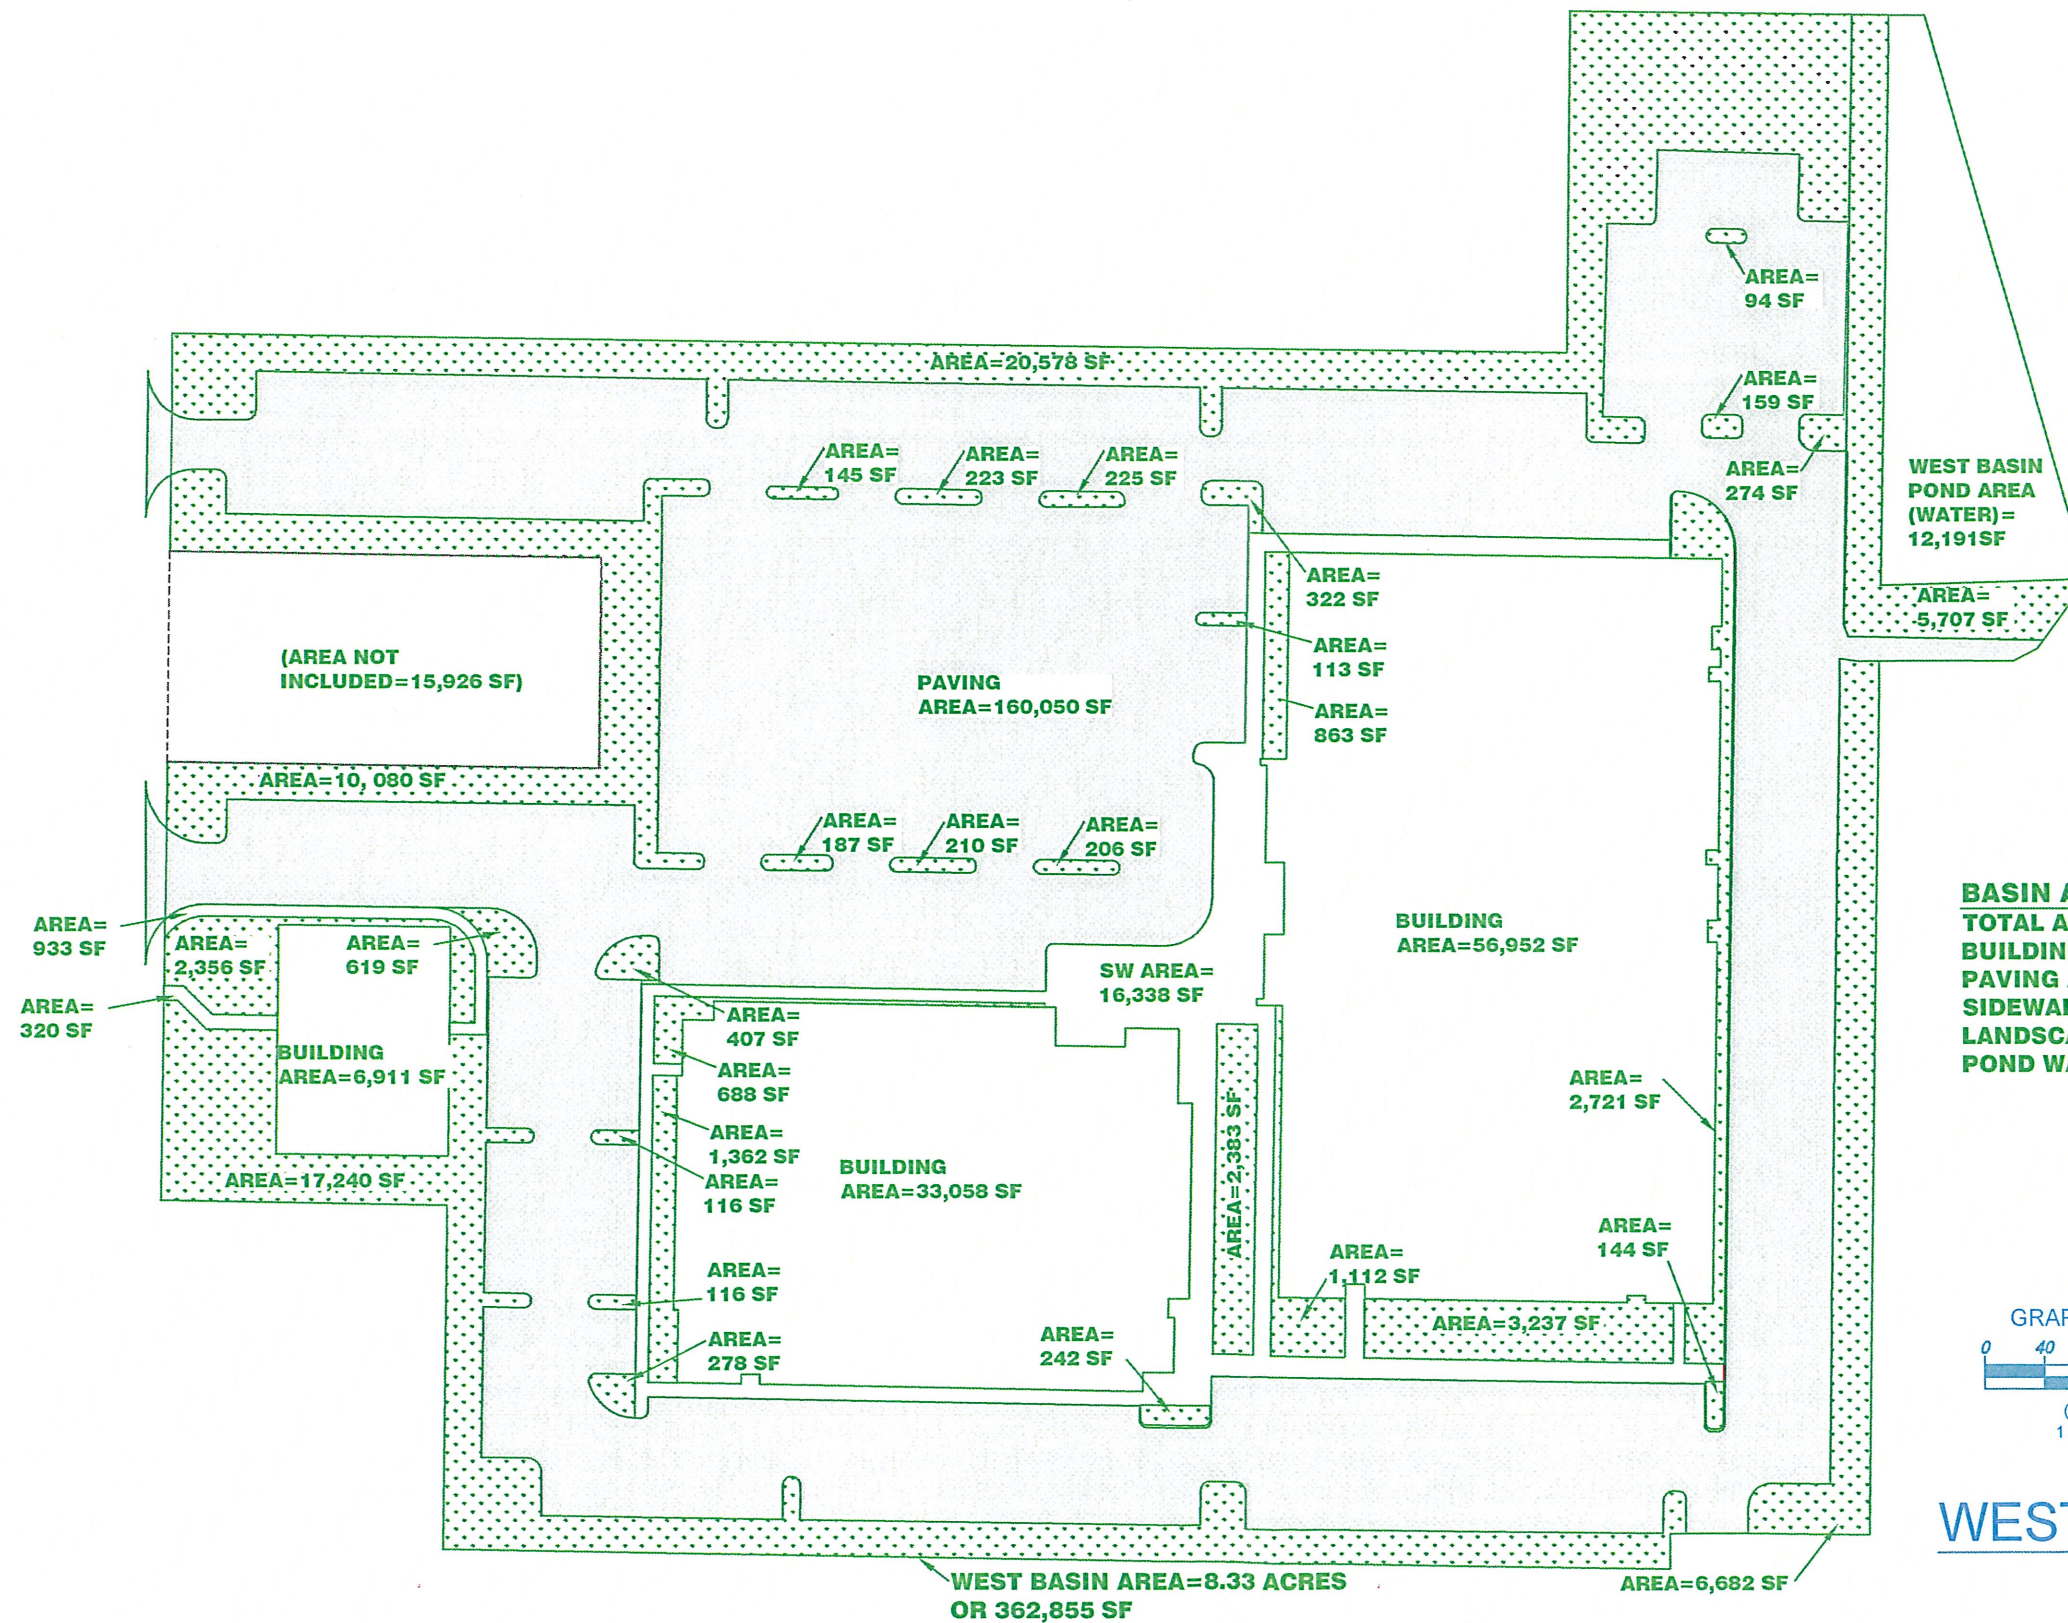 AREA=
94 SF
AREA=20,578 SF
AREA=
159 SF
AREA=
145 SF
AREA=
223 SF
AREA=
225 SF
AREA=
274 SF
WEST BASIN
POND AREA
(WATER)=
12,191SF
AREA=
322 SF
AREA=
5,707 SF
AREA=
113 SF
(AREA NOT
INCLUDED=15,926 SF)
PAVING
AREA=160,050 SF
AREA=
863 SF
AREA=10, 080 SF
AREA=
187 SF
AREA=
210 SF
AREA=
206 SF
AREA=
933 SF
AREA=
2,356 SF
AREA=
619 SF
BUILDING
AREA=56,952 SF
BASIN A
TOTAL A
BUILDIN
PAVING
SIDEWA
LANDSC
POND WA
SW AREA=
16,338 SF
AREA=
320 SF
AREA=
407 SF
BUILDING
AREA=6,911 SF
AREA=
688 SF
AREA=
2,721 SF
AREA=
1,362 SF
AREA=2,383 SF
BUILDING
AREA=33,058 SF
AREA=17,240 SF
AREA=
116 SF
AREA=
144 SF
AREA=
1,112 SF
AREA=
116 SF
AREA=3,237 SF
AREA=
278 SF
AREA=
242 SF
GRAP
0 40
(
1
WEST
WEST BASIN AREA=8.33 ACRES
OR 362,855 SF
AREA=6,682 SF